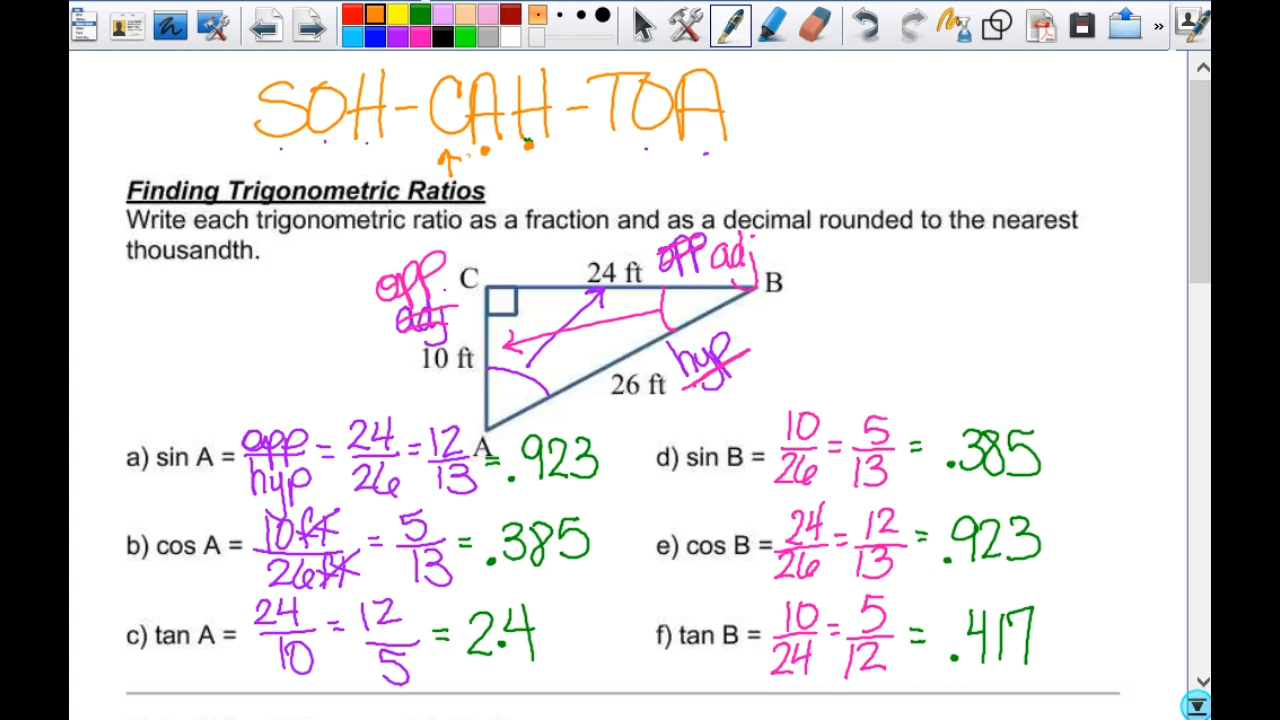 SOH-CAH-TOA
Finding Trigonometric Ratios
Write each trigonometric ratio as a fraction and as a decimal rounded to the nearest
thousandth.
opp
adj
C
24 ft
opp adj
B
10 ft
26 ft
hyp
A
a) sin A = opp/hyp = 24/26 = 12/13 = .923
d) sin B = 10/26 = 5/13 = .385
b) cos A = 10ft/26ft = 5/13 = .385
e) cos B = 24/26 = 12/13 = .923
c) tan A = 24/10 = 12/5 = 2.4
f) tan B = 10/24 = 5/12 = .417